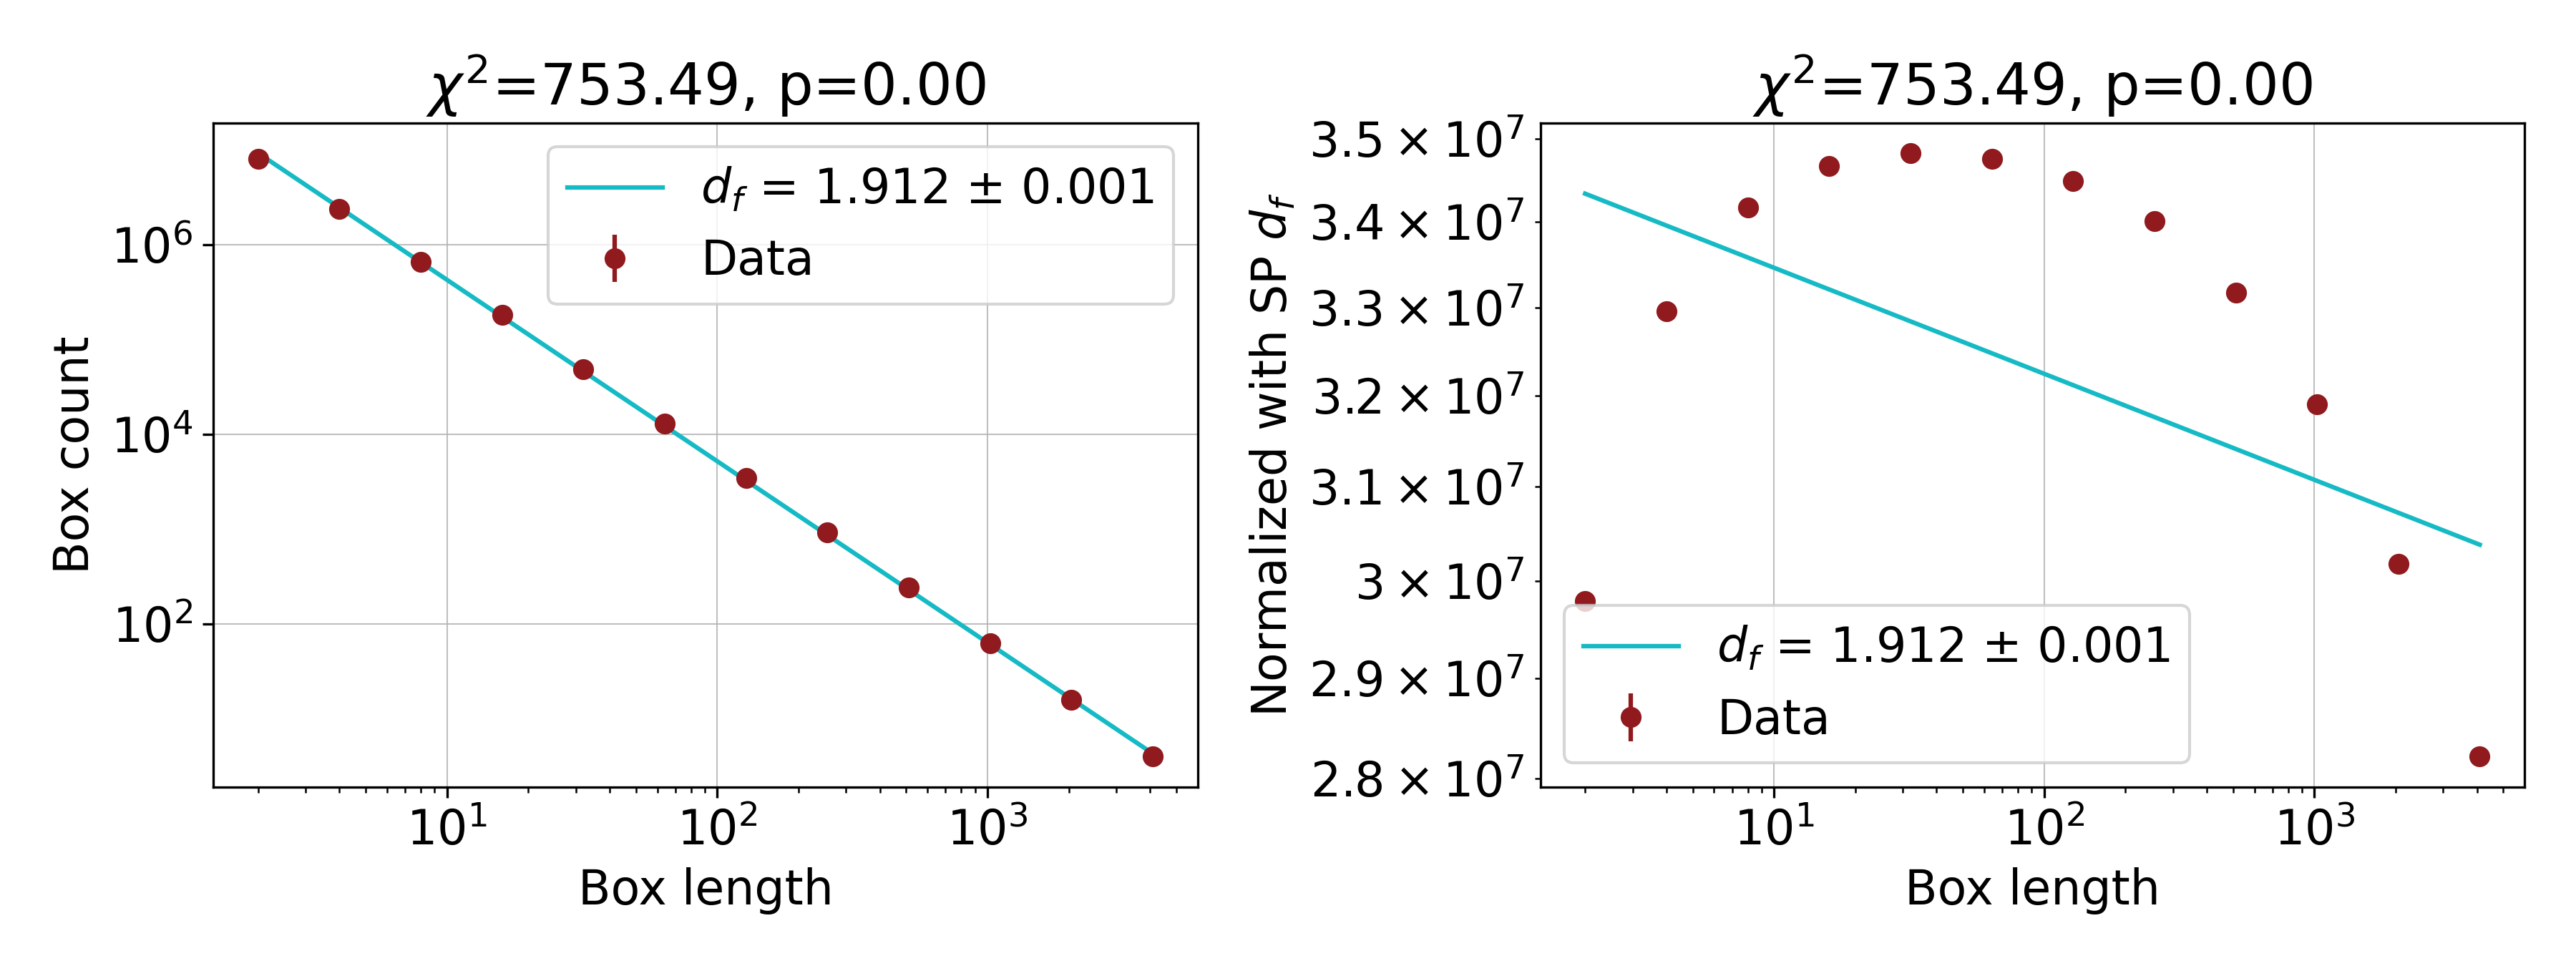 χ²=753.49, p=0.00
Box count
10⁶
10⁴
10²
d_f = 1.912 ± 0.001
Data
10¹ 10² 10³
Box length
χ²=753.49, p=0.00
Normalized with SP d_f
3.5 × 10⁷
3.4 × 10⁷
3.3 × 10⁷
3.2 × 10⁷
3.1 × 10⁷
3 × 10⁷
2.9 × 10⁷
2.8 × 10⁷
d_f = 1.912 ± 0.001
Data
10¹ 10² 10³
Box length